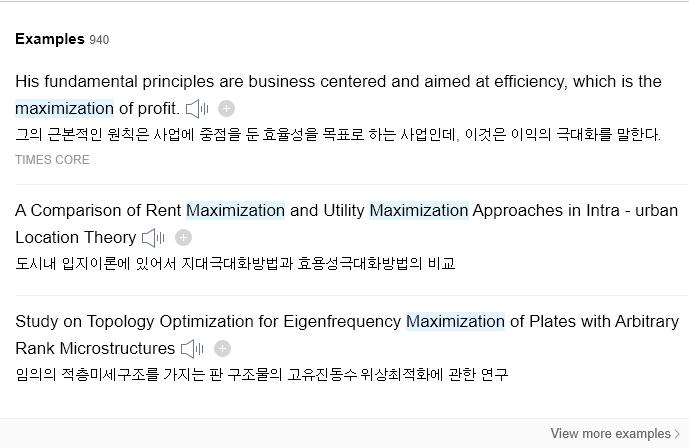 Examples 940
His fundamental principles are business centered and aimed at efficiency, which is the
maximization of profit.
그의 근본적인 원칙은 사업에 중점을 둔 효율성을 목표로 하는 사업인데, 이것은 이익의 극대화를 말한다.
TIMES CORE
A Comparison of Rent Maximization and Utility Maximization Approaches in Intra - urban
Location Theory
도시내 입지이론에 있어서 지대극대화방법과 효용성극대화방법의 비교
Study on Topology Optimization for Eigenfrequency Maximization of Plates with Arbitrary
Rank Microstructures
임의의 적층미세구조를 가지는 판 구조물의 고유진동수 위상최적화에 관한 연구
View more examples